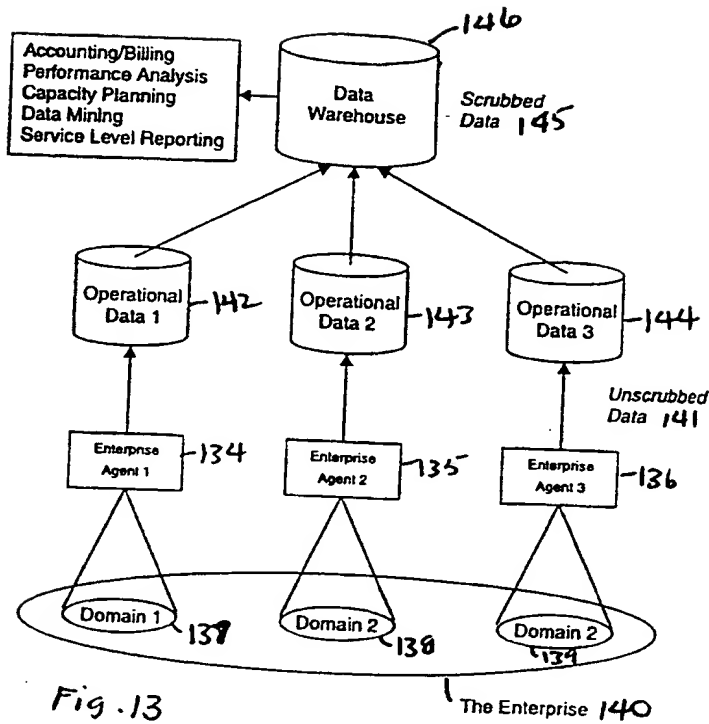 146
Accounting/Billing
Performance Analysis
Capacity Planning
Data Mining
Service Level Reporting
Data
Warehouse
Scrubbed
Data 145
Operational
Data 1
142
Operational
Data 2
143
Operational
Data 3
144
Unscrubbed
Data 141
Enterprise
Agent 1
134
Enterprise
Agent 2
135
Enterprise
Agent 3
136
Domain 1
Domain 2
138
Domain 2
139
Fig. 13
The Enterprise 140